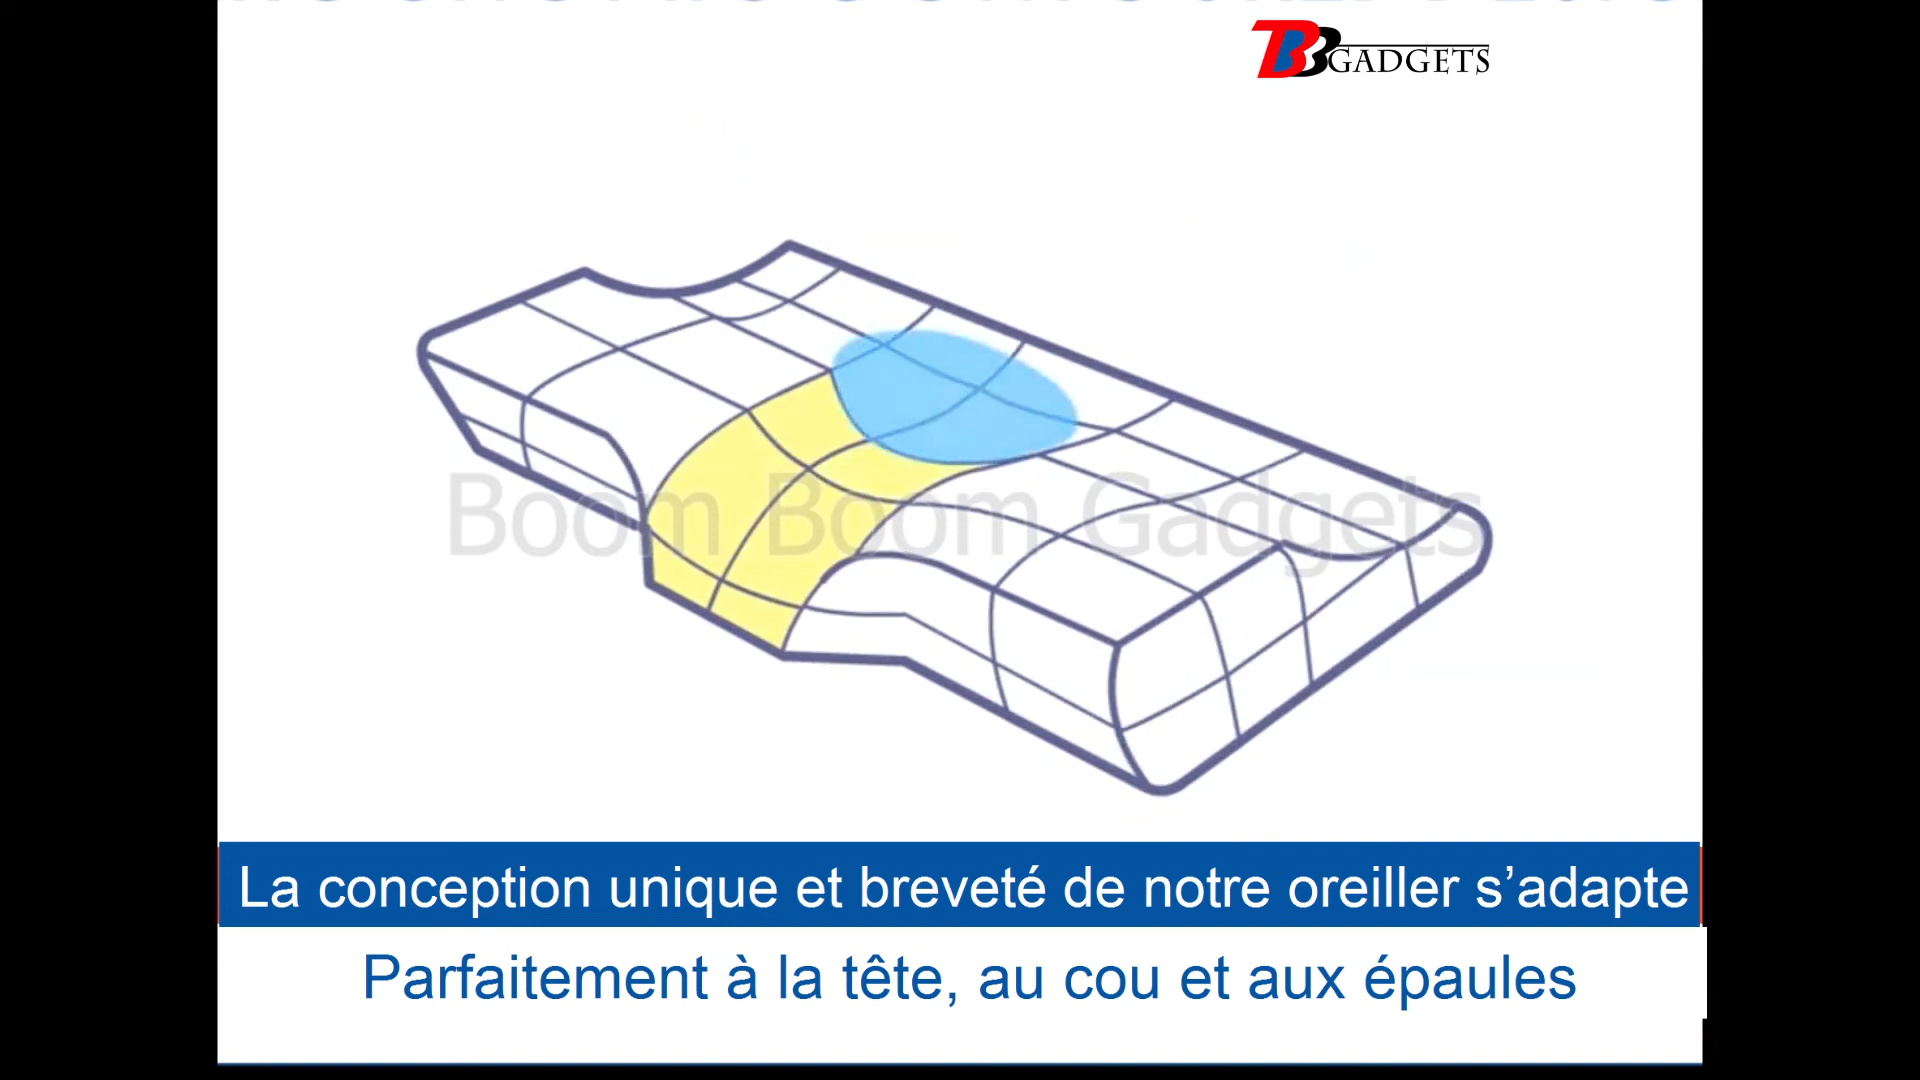 BB GADGETS
Boom Boom Gadgets
La conception unique et breveté de notre oreiller s’adapte
Parfaitement à la tête, au cou et aux épaules